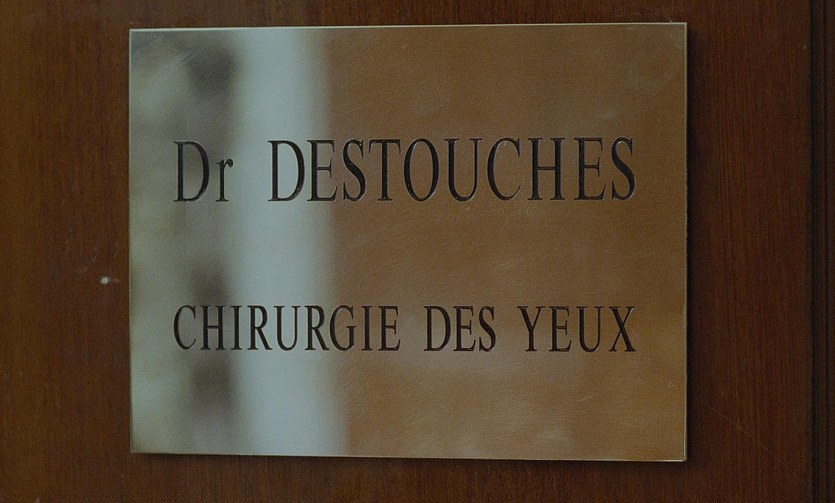 Dr DESTOUCHES
CHIRURGIE DES YEUX